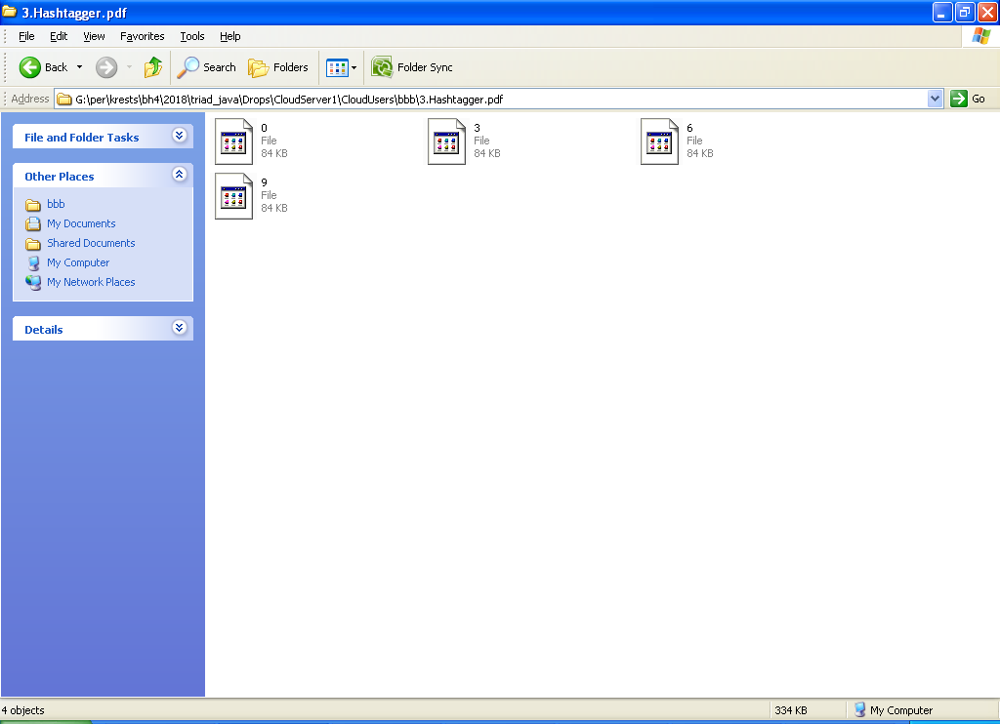 3.Hashtagger.pdf
File Edit View Favorites Tools Help
Back Search Folders Folder Sync
Address G:\per\krests\bh4\2018\triad_java\Drops\CloudServer1\CloudUsers\bbb\3.Hashtagger.pdf Go
File and Folder Tasks
Other Places
bbb
My Documents
Shared Documents
My Computer
My Network Places
Details
0
File
84 KB
3
File
84 KB
6
File
84 KB
9
File
84 KB
4 objects 334 KB My Computer